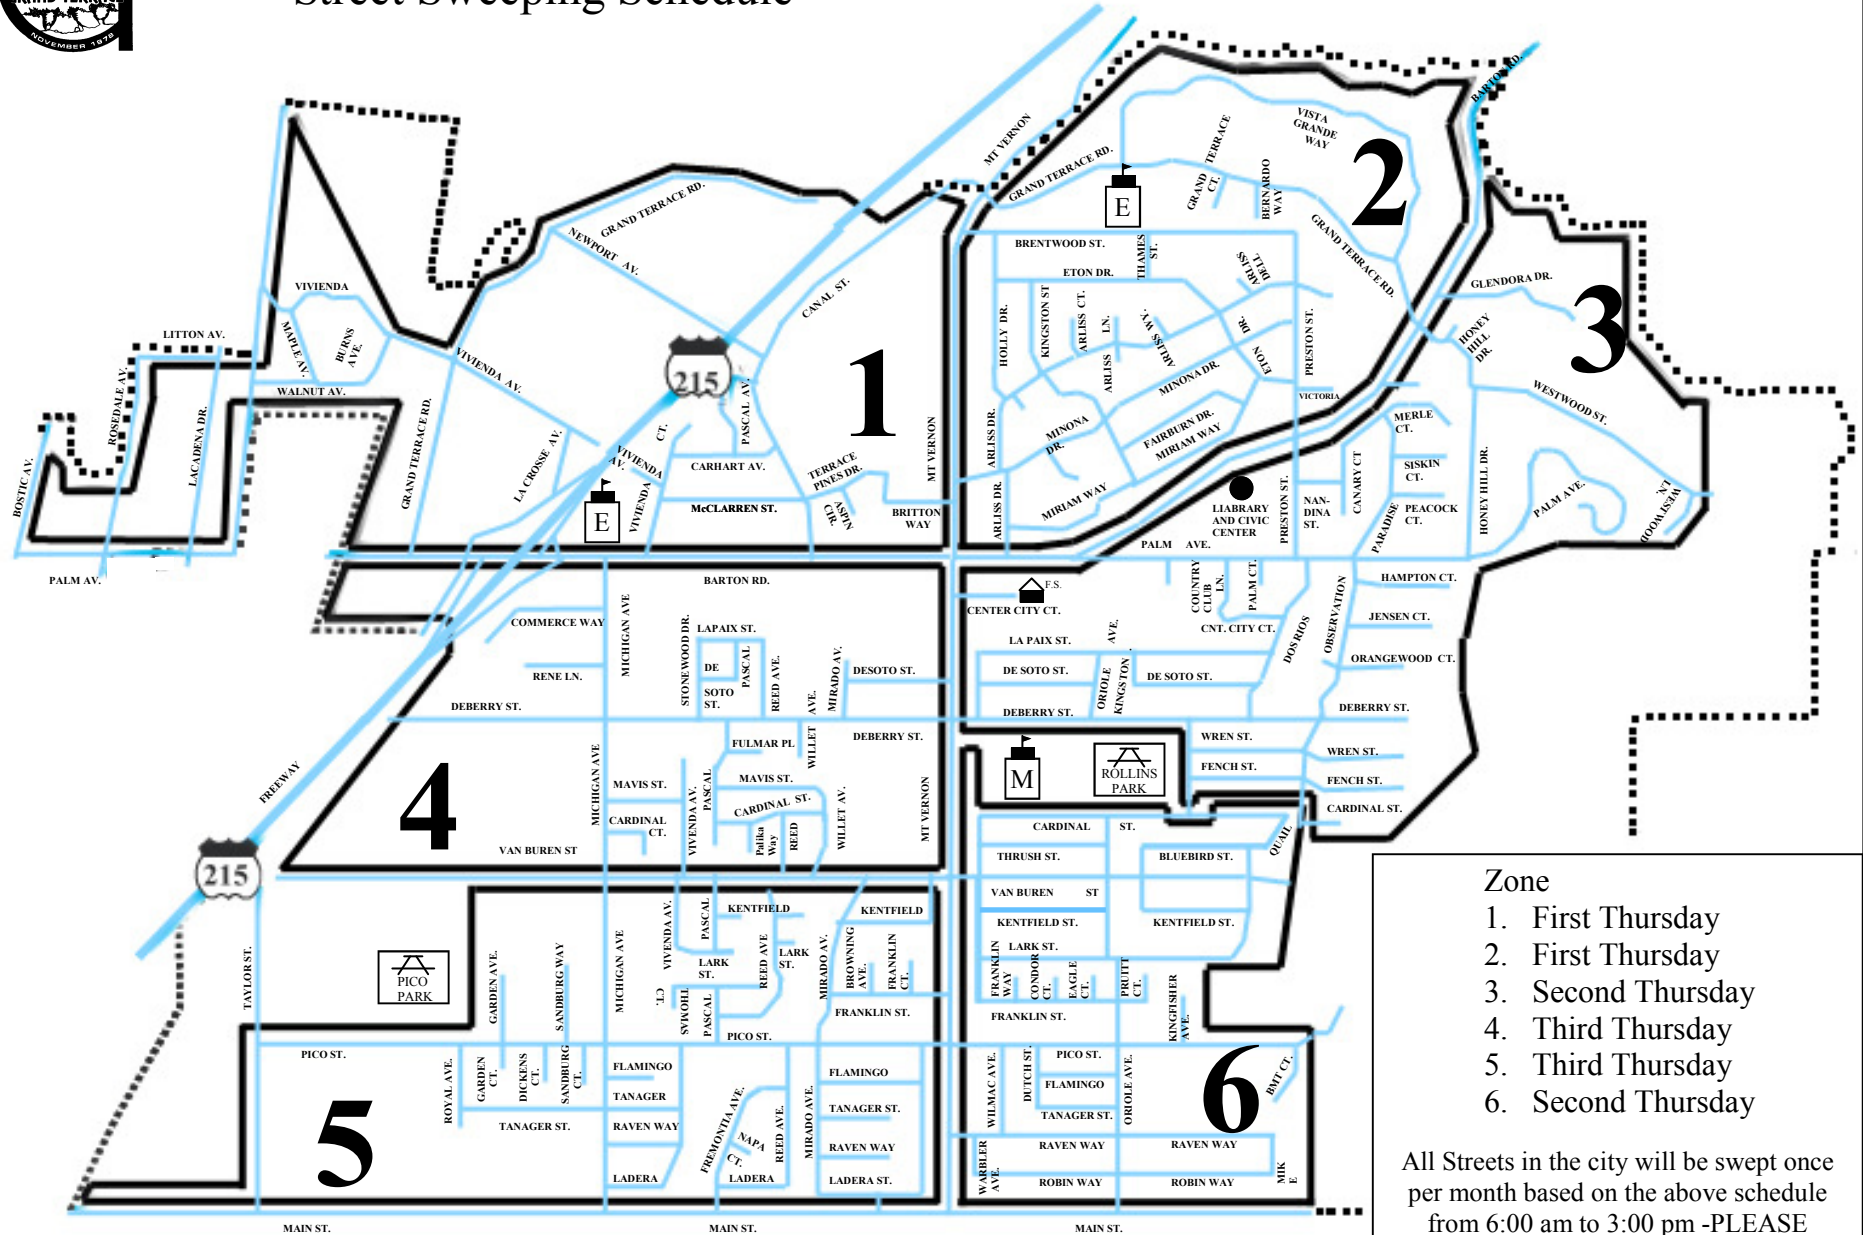 Street Sweeping Schedule
GRAND TERRACE
NOVEMBER 1978
BARTON RD.
MT VERNON
GRAND TERRACE RD.
VISTA
GRANDE
WAY
2
GRAND TERRACE
CT.
BERNARDO
WAY
E
GRAND TERRACE RD.
GRAND TERRACE RD.
NEWPORT AV.
BRENTWOOD ST.
THAMES
ST.
ETON DR.
ARLISS
DELL
GLENDORA DR.
3
VIVIENDA
CANAL ST.
HOLLY DR.
KINGSTON ST
ARLISS CT.
ARLISS
LN.
ARLISS WY.
ETON
DR.
PRESTON ST.
HONEY
HILL
DR.
LITTON AV.
MAPLE AV.
BURNS
AVE.
VIVIENDA AV.
215
1
MINONA DR.
VICTORIA
WESTWOOD ST.
WALNUT AV.
ROSEDALE AV.
LACADENA DR.
BOSTIC AV.
GRAND TERRACE RD.
LA CROSSE AV.
VIVIENDA
AV.
CT.
VIVIENDA
PASCAL AV.
CARHART AV.
TERRACE
PINES DR.
MT VERNON
ARLISS DR.
MINONA
DR.
FAIRBURN DR.
MIRIAM WAY
MERLE
CT.
SISKIN
CT.
CANARY CT
HONEY HILL DR.
PALM AVE.
WESTWOOD
LN.
E
McCLARREN ST.
ASPIN
CIR.
BRITTON
WAY
ARLISS DR.
MIRIAM WAY
LIABRARY
AND CIVIC
CENTER
PRESTON ST.
NAN-
DINA
ST.
PARADISE
PEACOCK
CT.
PALM AVE.
PALM AV.
BARTON RD.
F.S.
CENTER CITY CT.
COUNTRY
CLUB
LN.
PALM CT.
CNT. CITY CT.
HAMPTON CT.
COMMERCE WAY
MICHIGAN AVE
STONEWOOD DR.
LAPAIX ST.
DE
SOTO
ST.
PASCAL
REED AVE.
MIRADO AV.
DESOTO ST.
LA PAIX ST.
AVE.
DOS RIOS
OBSERVATION
JENSEN CT.
RENE LN.
DE SOTO ST.
ORIOLE
KINGSTON
DE SOTO ST.
ORANGEWOOD CT.
DEBERRY ST.
WILLET
AVE.
DEBERRY ST.
DEBERRY ST.
DEBERRY ST.
FULMAR PL
WREN ST.
WREN ST.
M
ROLLINS
PARK
FENCH ST.
FENCH ST.
FREEWAY
4
MICHIGAN AVE
MAVIS ST.
CARDINAL
CT.
VIVENDA AV.
PASCAL
MAVIS ST.
CARDINAL ST.
Palika
Way
REED
WILLET AV.
MT VERNON
CARDINAL ST.
CARDINAL ST.
VAN BUREN ST
THRUSH ST.
BLUEBIRD ST.
QUAIL
215
VAN BUREN ST
KENTFIELD ST.
KENTFIELD ST.
KENTFIELD
KENTFIELD
TAYLOR ST.
PICO
PARK
GARDEN AVE.
SANDBURG WAY
MICHIGAN AVE
VIVENDA AV.
PASCAL
LARK
ST.
REED AVE
LARK
ST.
MIRADO AV.
BROWNING
AVE.
FRANKLIN
CT.
LARK ST.
FRANKLIN
WAY
CONDOR
CT.
EAGLE
CT.
PRUITT
CT.
KINGFISHER
AVE.
THOMAS
CT.
PASCAL
FRANKLIN ST.
FRANKLIN ST.
PICO ST.
PICO ST.
PICO ST.
5
ROYAL AVE.
GARDEN
CT.
DICKENS
CT.
SANDBURG
CT.
FLAMINGO
TANAGER
RAVEN WAY
LADERA
TANAGER ST.
FREMONTIA AVE.
NAPA
CT.
LADERA
REED AVE.
MIRADO AVE.
FLAMINGO
TANAGER ST.
RAVEN WAY
LADERA ST.
WILMAC AVE.
DUTCH ST.
FLAMINGO
TANAGER ST.
ORIOLE AVE.
6
BMT CT.
WARBLER
AVE.
RAVEN WAY
RAVEN WAY
ROBIN WAY
ROBIN WAY
MIK
E
MAIN ST.
MAIN ST.
MAIN ST.
Zone
1. First Thursday
2. First Thursday
3. Second Thursday
4. Third Thursday
5. Third Thursday
6. Second Thursday
All Streets in the city will be swept once
per month based on the above schedule
from 6:00 am to 3:00 pm -PLEASE